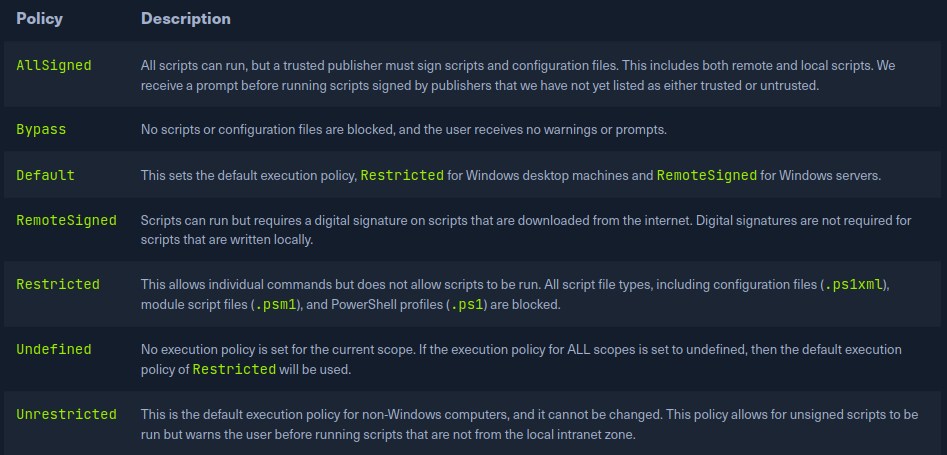 Policy Description
AllSigned All scripts can run, but a trusted publisher must sign scripts and configuration files. This includes both remote and local scripts. We
receive a prompt before running scripts signed by publishers that we have not yet listed as either trusted or untrusted.
Bypass No scripts or configuration files are blocked, and the user receives no warnings or prompts.
Default This sets the default execution policy, Restricted for Windows desktop machines and RemoteSigned for Windows servers.
RemoteSigned Scripts can run but requires a digital signature on scripts that are downloaded from the internet. Digital signatures are not required for
scripts that are written locally.
Restricted This allows individual commands but does not allow scripts to be run. All script file types, including configuration files (.ps1xml),
module script files (.psm1), and PowerShell profiles (.ps1) are blocked.
Undefined No execution policy is set for the current scope. If the execution policy for ALL scopes is set to undefined, then the default execution
policy of Restricted will be used.
Unrestricted This is the default execution policy for non-Windows computers, and it cannot be changed. This policy allows for unsigned scripts to be
run but warns the user before running scripts that are not from the local intranet zone.